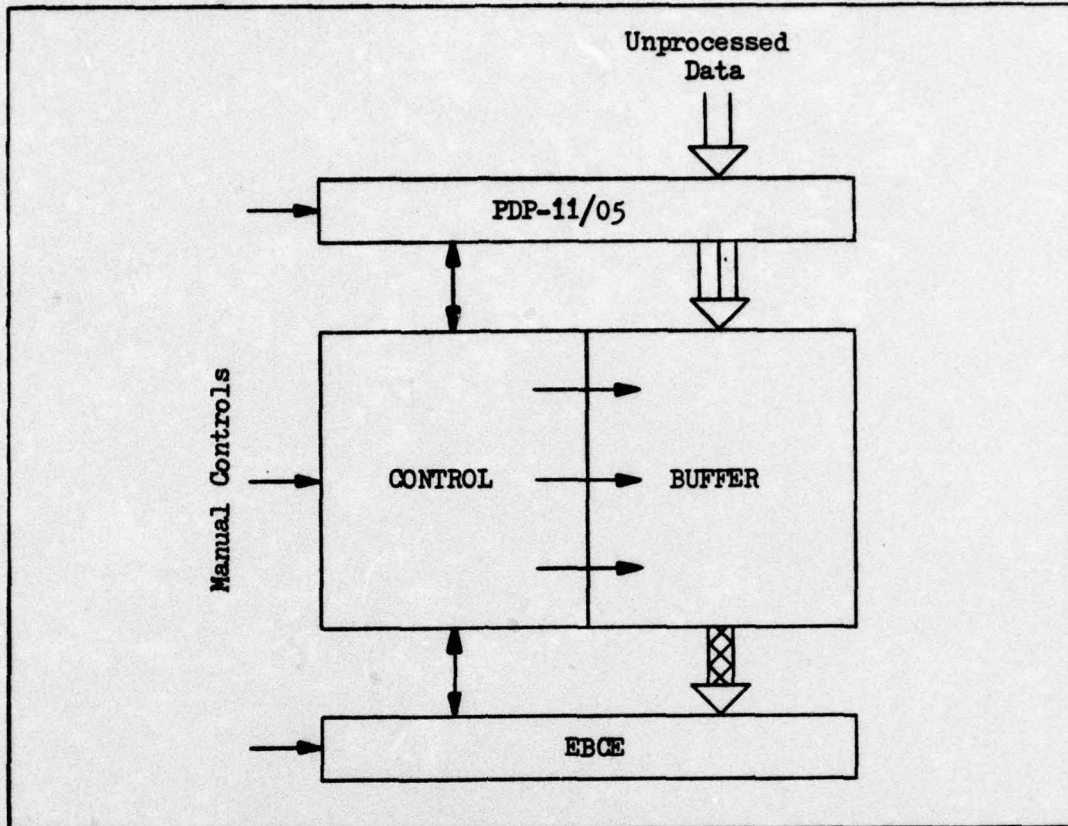 Unprocessed
Data
PDP-11/05
Manual Controls
CONTROL
BUFFER
EBCE